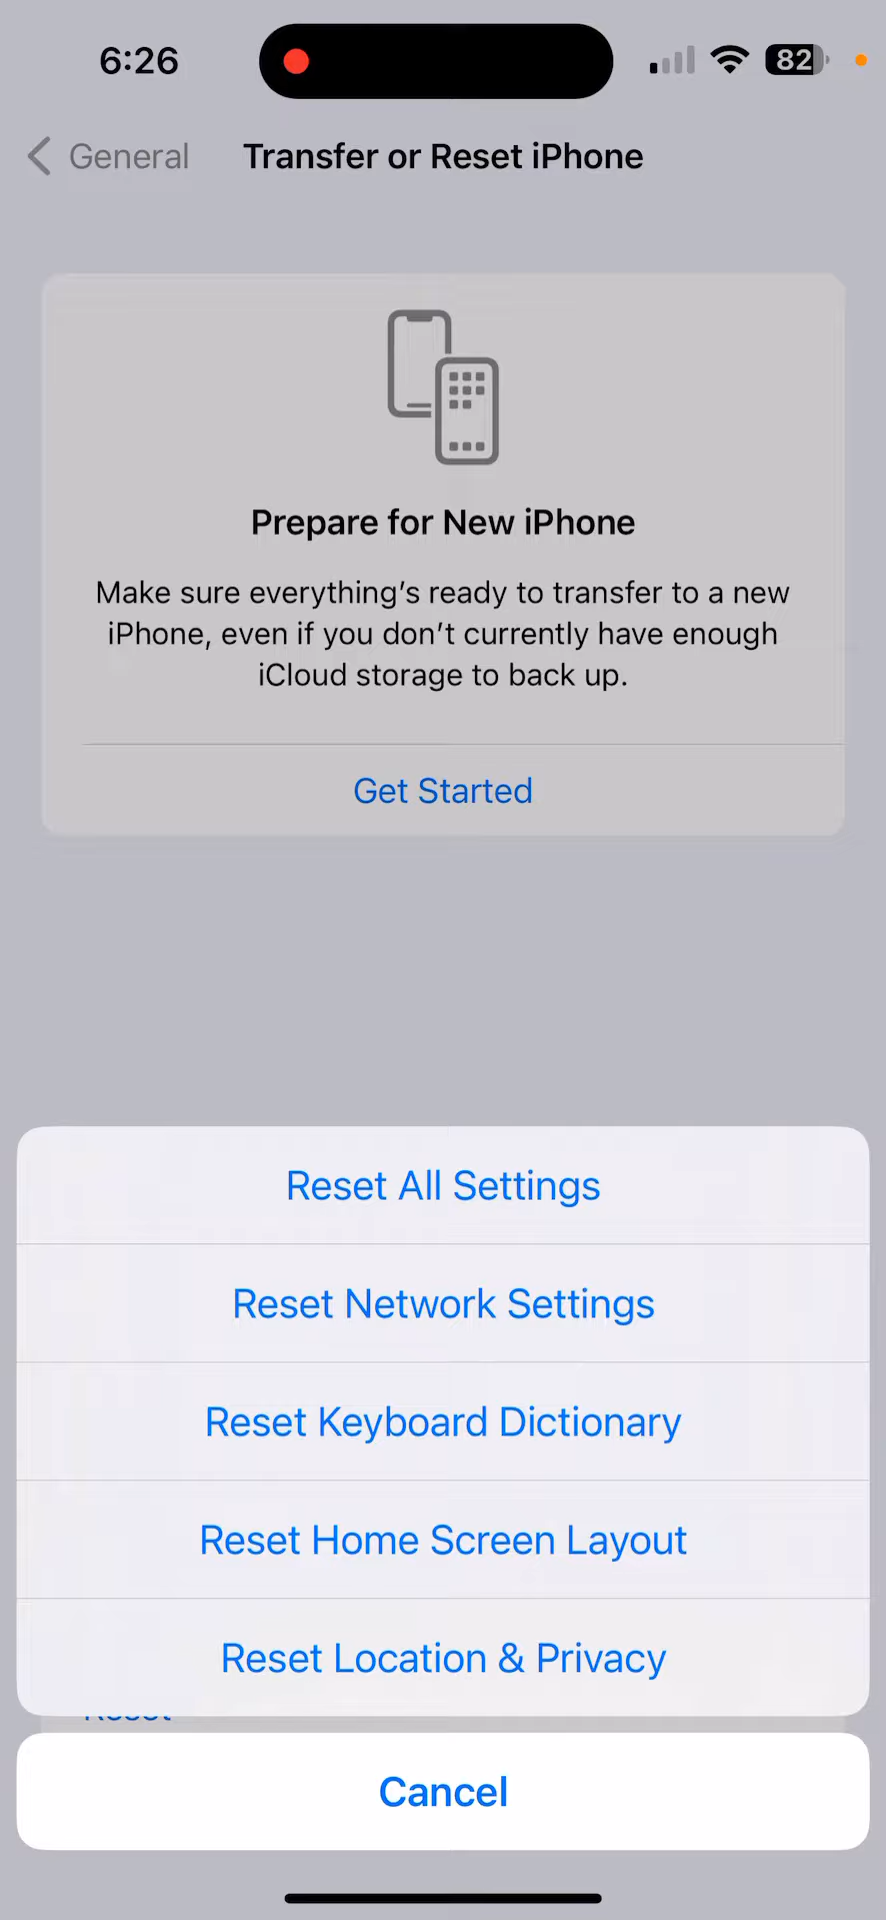 6:26
82
General
Transfer or Reset iPhone
Prepare for New iPhone
Make sure everything's ready to transfer to a new
iPhone, even if you don't currently have enough
iCloud storage to back up.
Get Started
Reset All Settings
Reset Network Settings
Reset Keyboard Dictionary
Reset Home Screen Layout
Reset Location & Privacy
Reset
Cancel